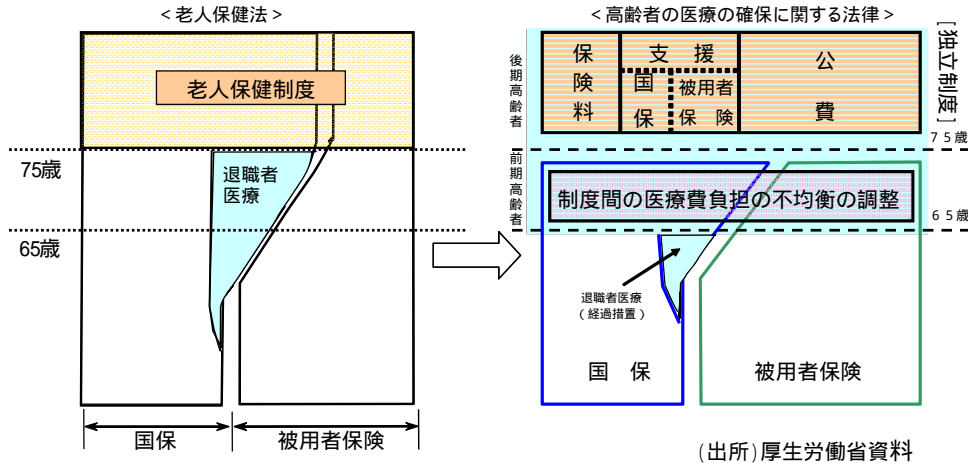 ＜老人保健法＞
老人保健制度
75歳
退職者
医療
65歳
国保
被用者保険
＜高齢者の医療の確保に関する法律＞
後期高齢者
保険料
支援
国保
被用者
保険
公費
［独立制度］
75歳
前期高齢者
制度間の医療費負担の不均衡の調整
65歳
退職者医療
（経過措置）
国 保
被用者保険
(出所)厚生労働省資料